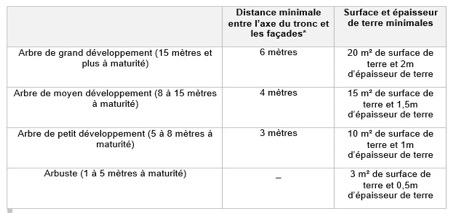 Distance minimale
entre l'axe du tronc et
les façades*
Surface et épaisseur
de terre minimales
Arbre de grand développement (15 mètres et
plus à maturité)
6 mètres
20 m² de surface de
terre et 2m
d'épaisseur de terre
Arbre de moyen développement (8 à 15 mètres
à maturité)
4 mètres
15 m² de surface de
terre et 1,5m
d'épaisseur de terre
Arbre de petit développement (5 à 8 mètres à
maturité)
3 mètres
10 m² de surface de
terre et 1m
d'épaisseur de terre
Arbuste (1 à 5 mètres à maturité)
_
3 m² de surface de
terre et 0,5m
d'épaisseur de terre